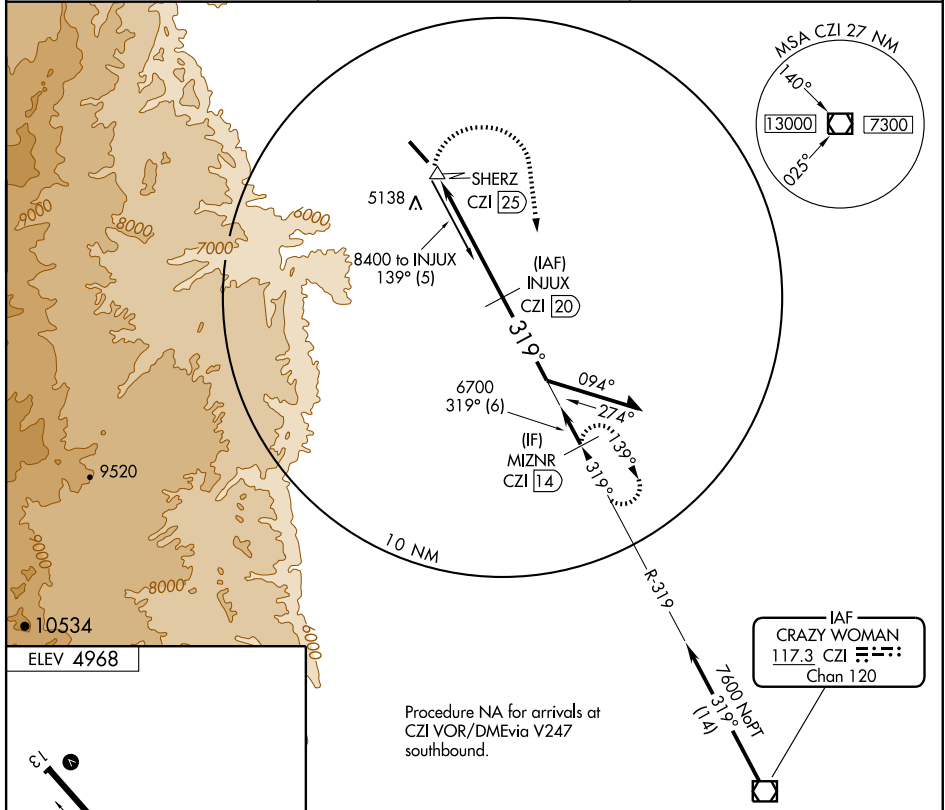 MSA CZI 27 NM
140°
13000
7300
025°
SHERZ
CZI 25
5138
8400 to INJUX
139° (5)
(IAF)
INJUX
CZI 20
319°
6700
319° (6)
094°
274°
(IF)
MIZNR
CZI 14
139°
319°
10 NM
R-319
7600 NoPT
319°
(14)
IAF
CRAZY WOMAN
117.3 CZI
Chan 120
Procedure NA for arrivals at
CZI VOR/DMEvia V247
southbound.
9000
8000
7000
6000
9520
9000
8000
6000
10534
ELEV 4968
13
V